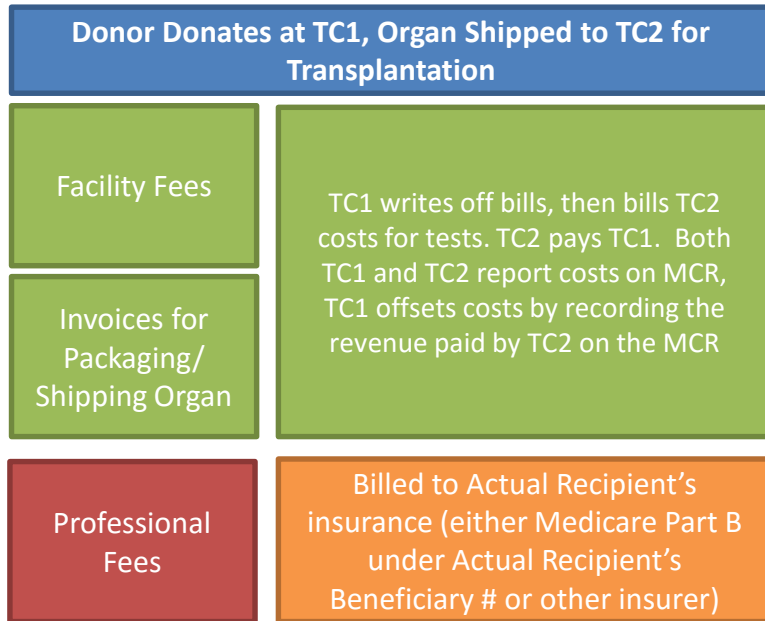 Donor Donates at TC1, Organ Shipped to TC2 for
Transplantation
Facility Fees
TC1 writes off bills, then bills TC2
costs for tests. TC2 pays TC1.  Both
TC1 and TC2 report costs on MCR,
TC1 offsets costs by recording the
revenue paid by TC2 on the MCR
Invoices for
Packaging/
Shipping Organ
Professional
Fees
Billed to Actual Recipient’s
insurance (either Medicare Part B
under Actual Recipient’s
Beneficiary # or other insurer)